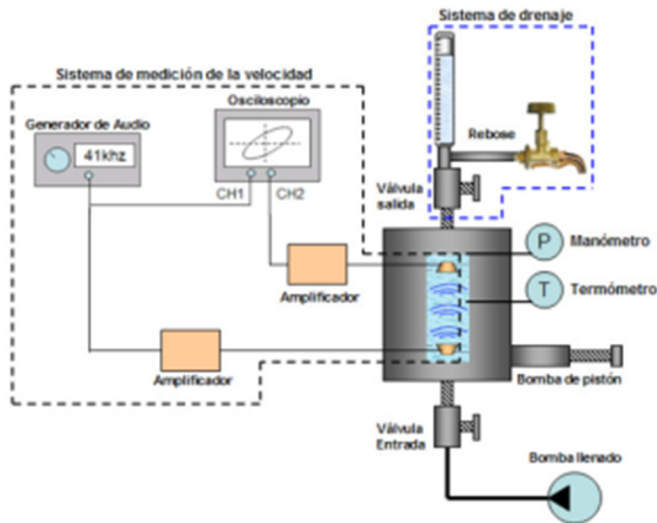 Sistema de drenaje
Sistema de medición de la velocidad
Osciloscopio
Generador de Audio
41khz
CH1
CH2
Rebose
Válvula
salida
P
Manómetro
T
Termómetro
Amplificador
Amplificador
Bomba de pistón
Válvula
Entrada
Bomba llenado